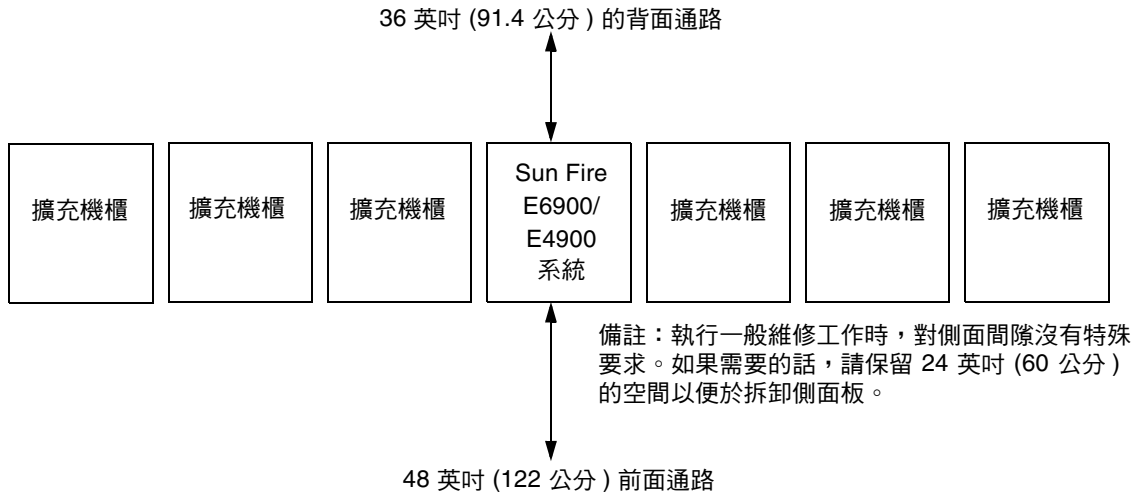 36 英吋 (91.4 公分 ) 的背面通路
擴充機櫃
擴充機櫃
擴充機櫃
Sun Fire
E6900/
E4900
系統
擴充機櫃
擴充機櫃
擴充機櫃
備註：執行一般維修工作時，對側面間隙沒有特殊
要求。如果需要的話，請保留 24 英吋 (60 公分 )
的空間以便於拆卸側面板。
48 英吋 (122 公分 ) 前面通路